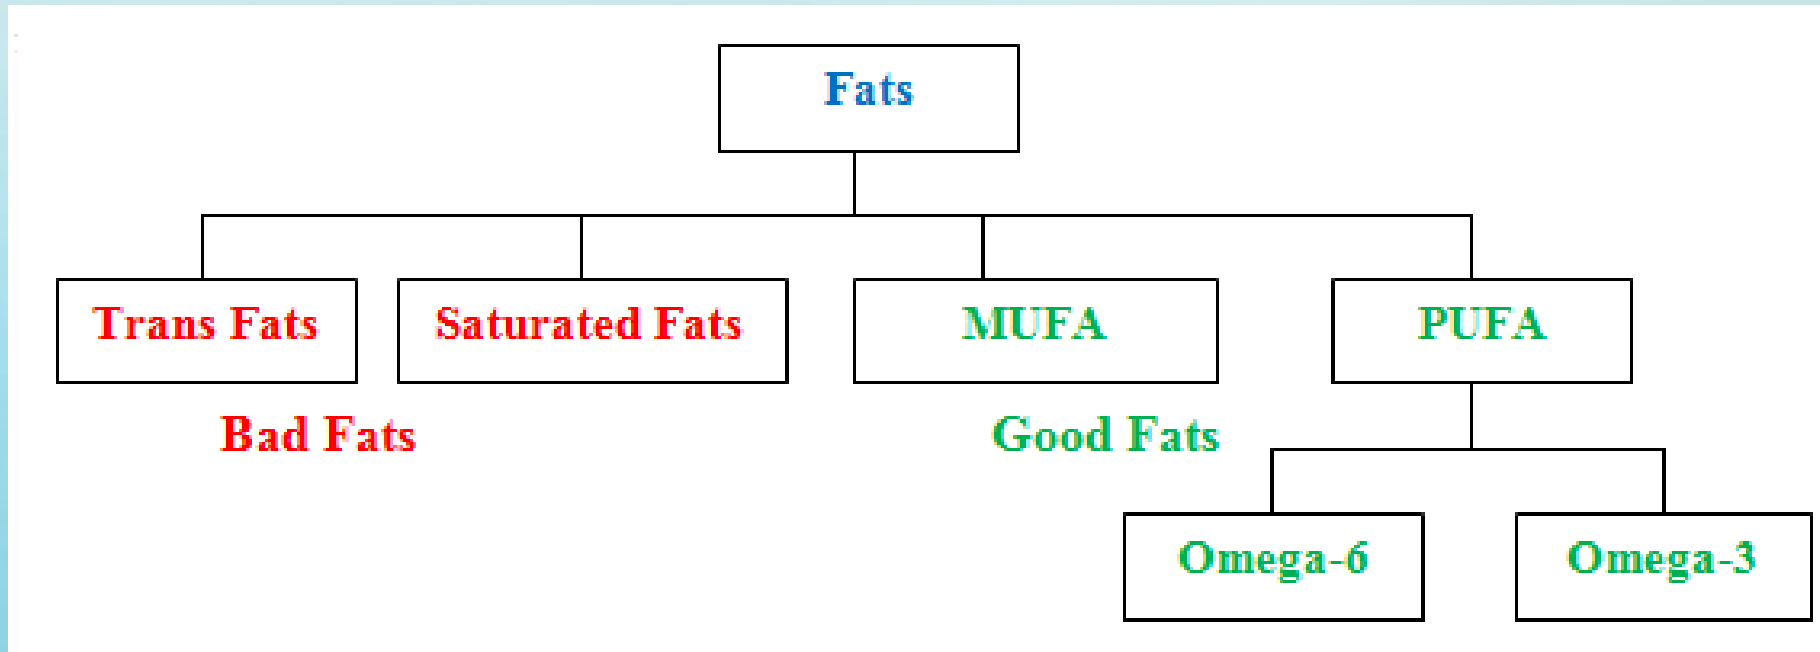 Fats
Trans Fats
Saturated Fats
MUFA
PUFA
Bad Fats
Good Fats
Omega-6
Omega-3